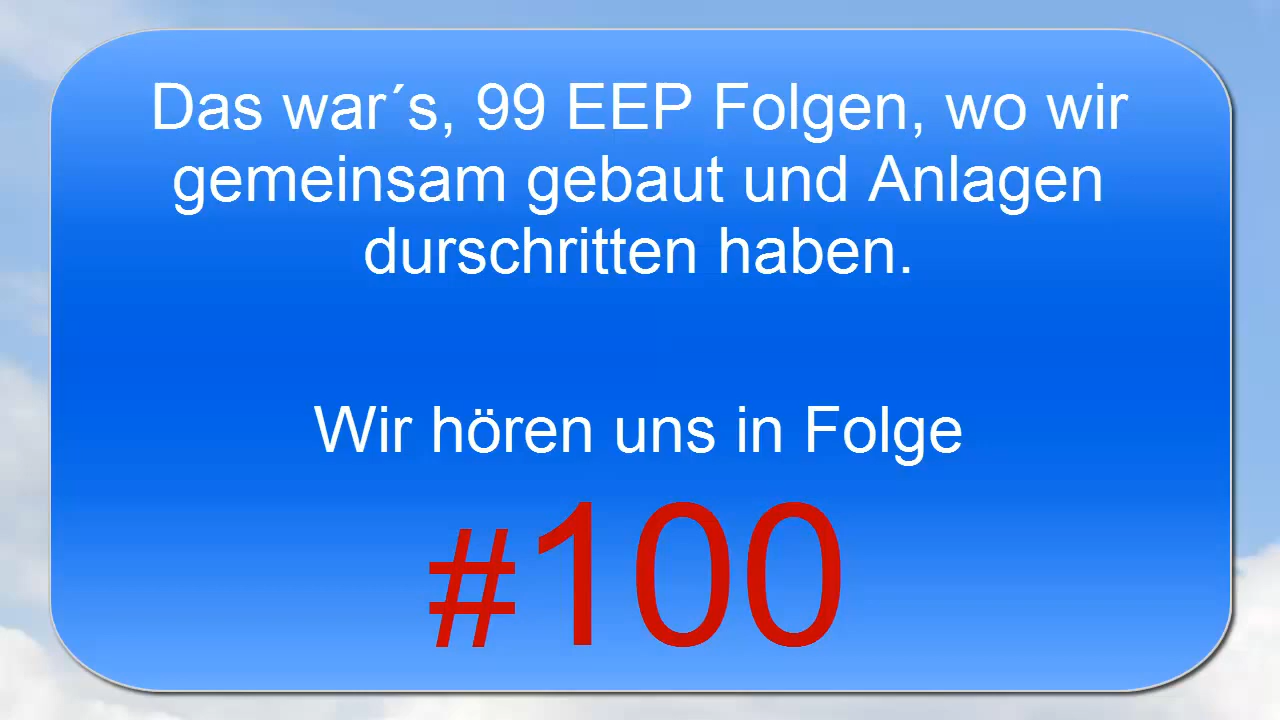 Das war´s, 99 EEP Folgen, wo wir
gemeinsam gebaut und Anlagen
durschritten haben.
Wir hören uns in Folge
#100